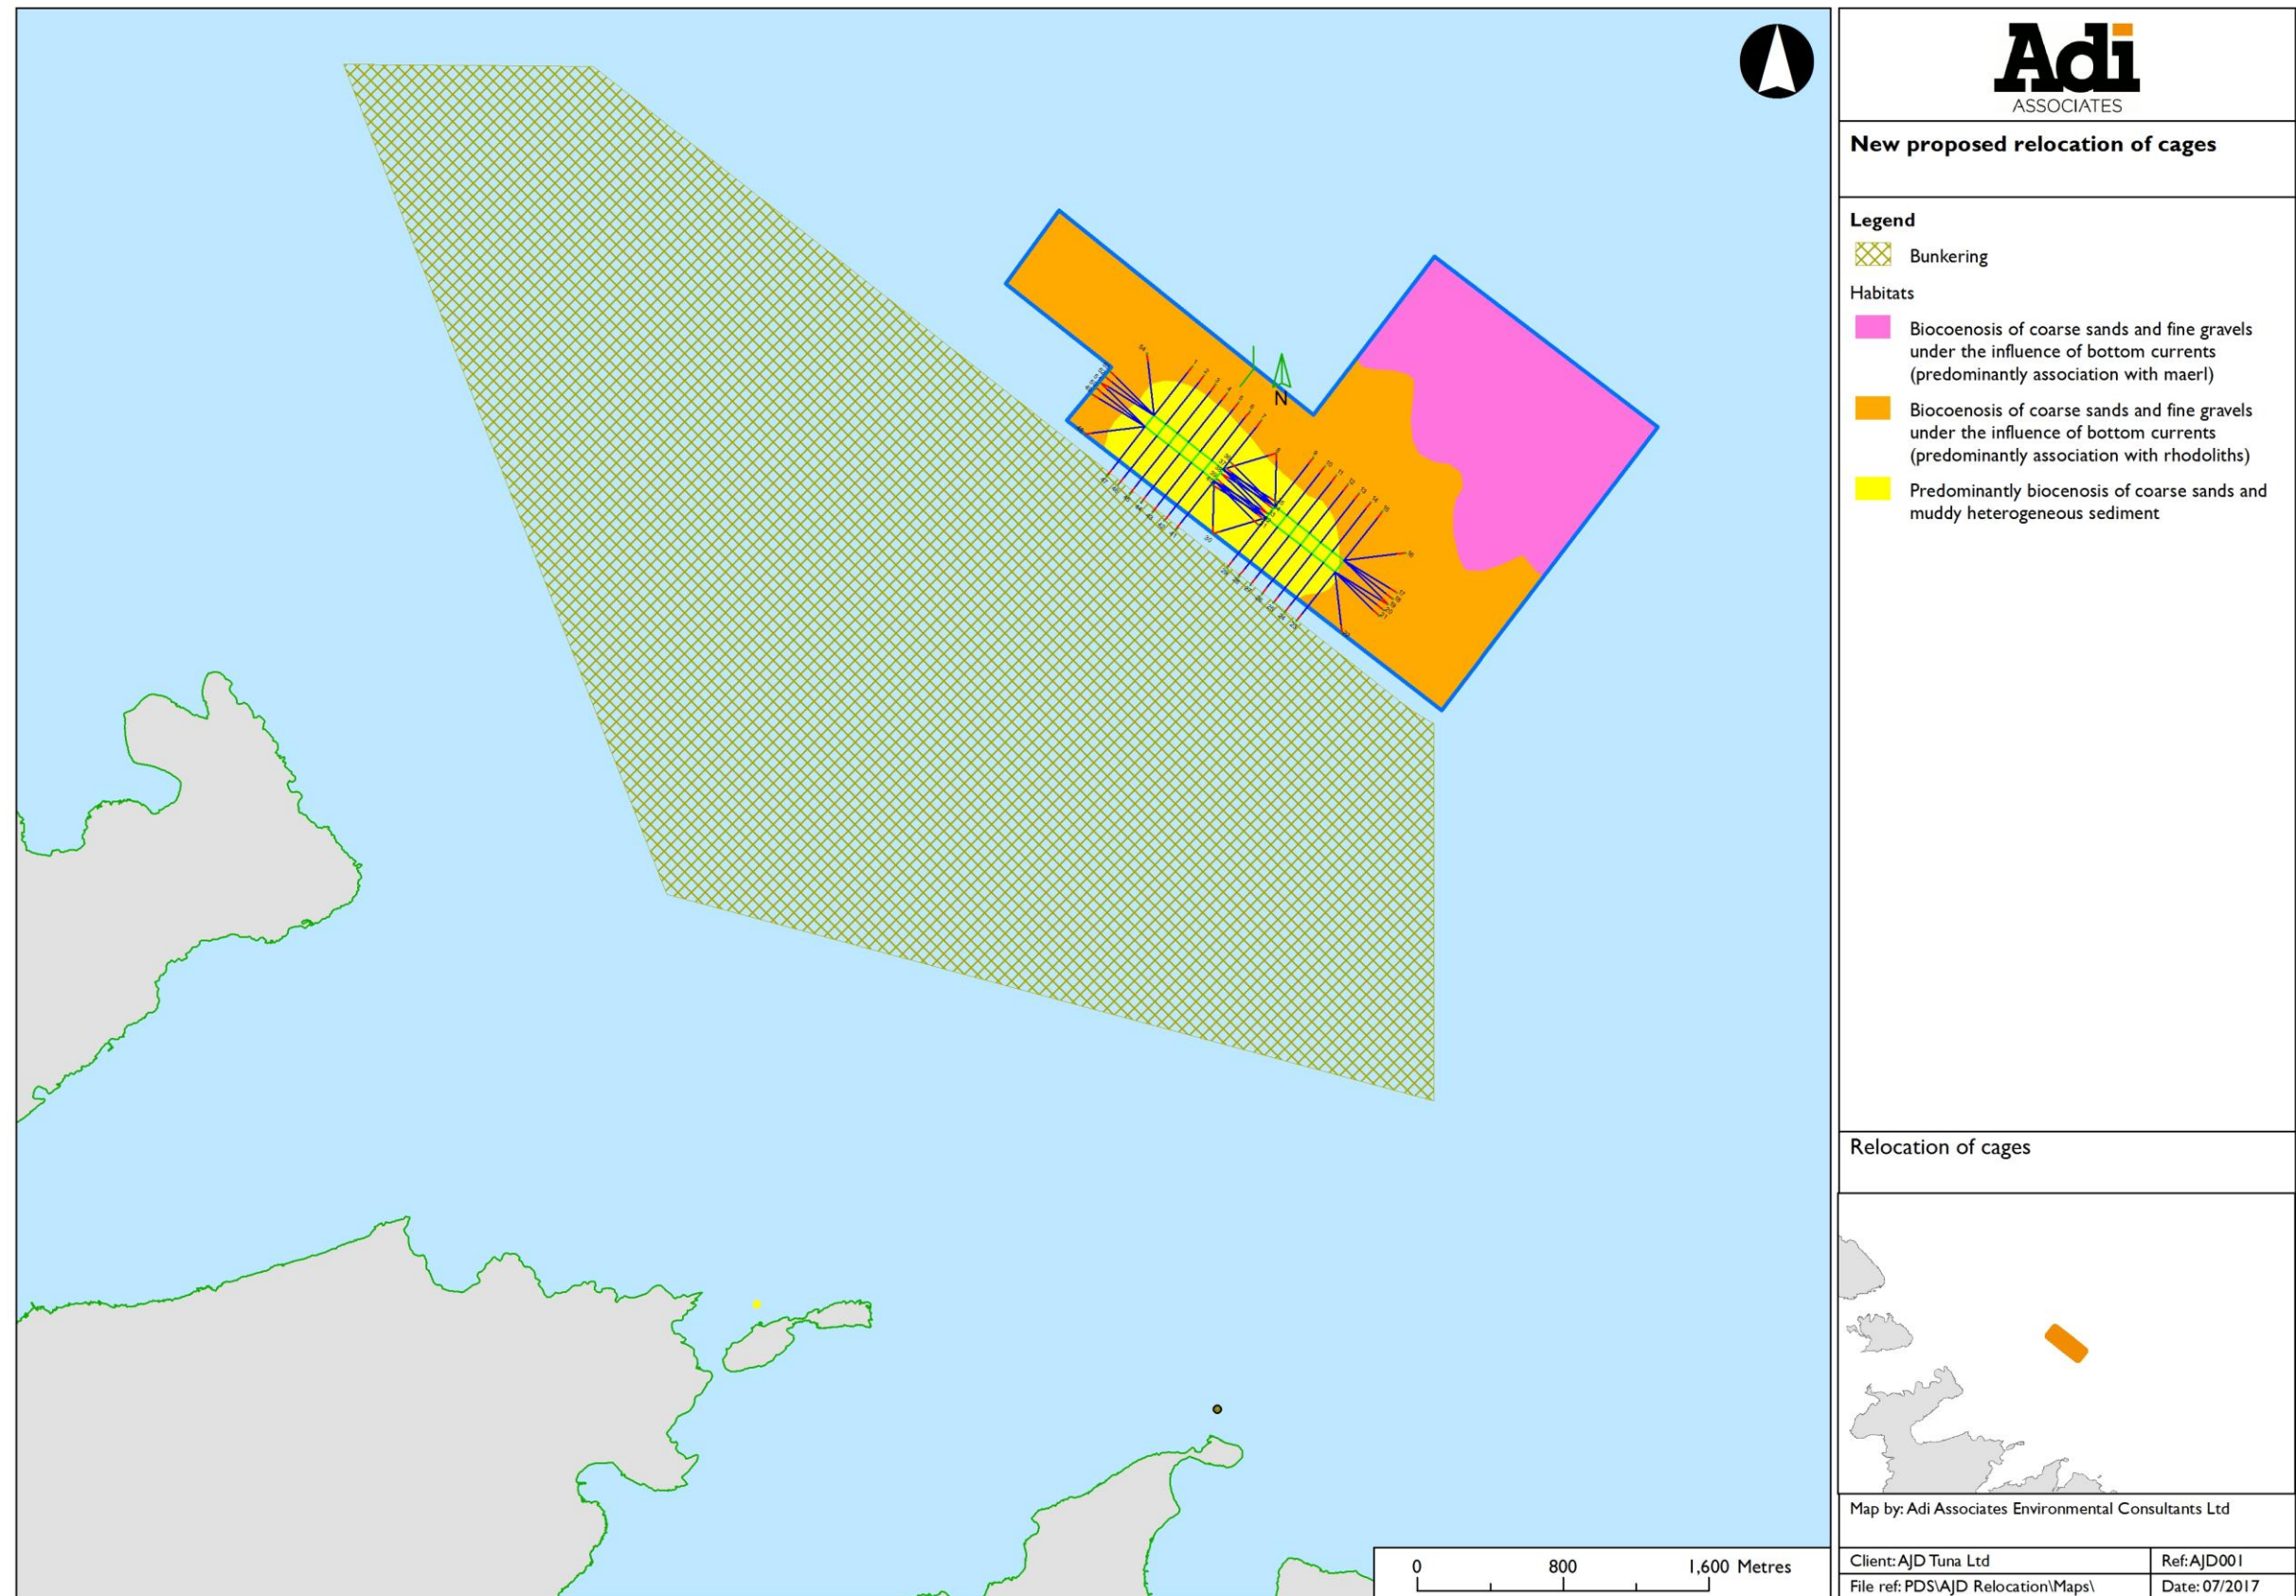 Adi
ASSOCIATES
New proposed relocation of cages
Legend
Bunkering
Habitats
Biocoenosis of coarse sands and fine gravels
under the influence of bottom currents
(predominantly association with maerl)
Biocoenosis of coarse sands and fine gravels
under the influence of bottom currents
(predominantly association with rhodoliths)
Predominantly biocenosis of coarse sands and
muddy heterogeneous sediment
N
Relocation of cages
Map by: Adi Associates Environmental Consultants Ltd
Client: AJD Tuna Ltd
Ref: AJD001
File ref: PDS\AJD Relocation\Maps\
Date: 07/2017
0 800 1,600 Metres